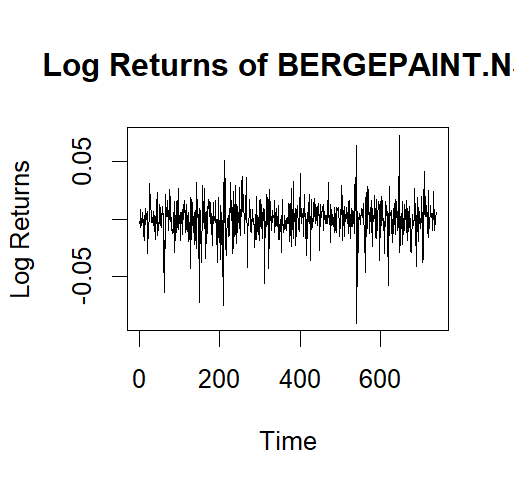 Log Returns of BERGEPAINT.N
Log Returns
0.05
-0.05
0 200 400 600
Time